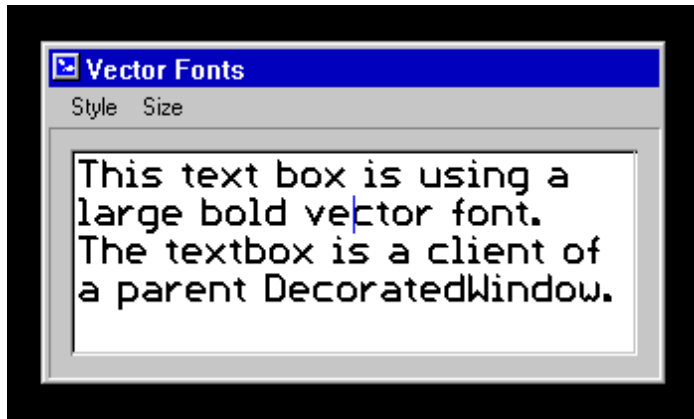 Vector Fonts
Style Size
This text box is using a
large bold vector font.
The textbox is a client of
a parent DecoratedWindow.